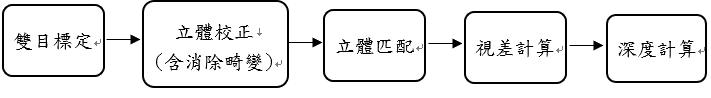 雙目標定
立體校正
(含消除畸變)
立體匹配
視差計算
深度計算